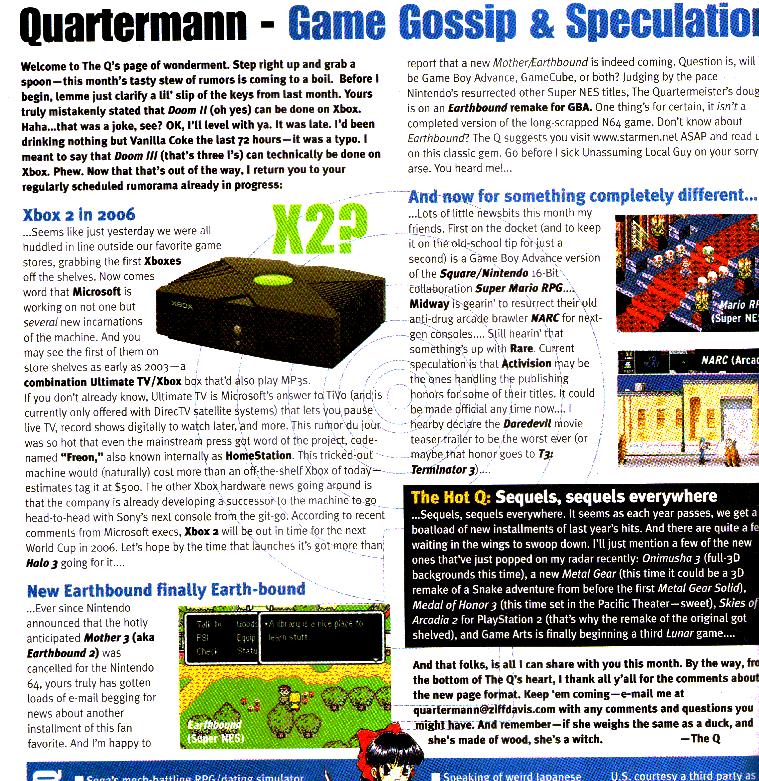 Quartermann - Game Gossip & Speculation
Welcome to The Q's page of wonderment. Step right up and grab a
spoon—this month's tasty stew of rumors is coming to a boil. Before I
begin, lemme just clarify a lil' slip of the keys from last month. Yours
truly mistakenly stated that Doom II (oh yes) can be done on Xbox.
Haha...that was a joke, see? OK, I'll level with ya. It was late. I'd been
drinking nothing but Vanilla Coke the last 72 hours—it was a typo. I
meant to say that Doom III (that's three I's) can technically be done on
Xbox. Phew. Now that that's out of the way, I return you to your
regularly scheduled rumorama already in progress:
Xbox 2 in 2006
...Seems like just yesterday we were all
huddled in line outside our favorite game
stores, grabbing the first Xboxes
off the shelves. Now comes
word that Microsoft is
working on not one but
several new incarnations
of the machine. And you
may see the first of them on
store shelves as early as 2003—a
combination Ultimate TV/Xbox box that'd also play MP3s.
If you don't already know, Ultimate TV is Microsoft's answer to TiVo (and is
currently only offered with DirecTV satellite systems) that lets you pause
live TV, record shows digitally to watch later, and more. This rumor du jour
was so hot that even the mainstream press got word of the project, code-
named "Freon," also known internally as HomeStation. This tricked-out
machine would (naturally) cost more than an off-the-shelf Xbox of today—
estimates tag it at $500. The other Xbox hardware news going around is
that the company is already developing a successor to the machine to go
head-to-head with Sony's next console from the git-go. According to recent
comments from Microsoft execs, Xbox 2 will be out in time for the next
World Cup in 2006. Let's hope by the time that launches it's got more than
Halo 3 going for it....
X2?
XBOX
New Earthbound finally Earth-bound
...Ever since Nintendo
announced that the hotly
anticipated Mother 3 (aka
Earthbound 2) was
cancelled for the Nintendo
64, yours truly has gotten
loads of e-mail begging for
news about another
installment of this fan
favorite. And I'm happy to
Talk to Goods
PSI Equip
Check Statu
•A library is a nice place to
learn stuff.
Earthbound
(Super NES)
report that a new Mother/Earthbound is indeed coming. Question is, will
be Game Boy Advance, GameCube, or both? Judging by the pace
Nintendo's resurrected other Super NES titles, The Quartermeister's doug
is on an Earthbound remake for GBA. One thing's for certain, it isn't a
completed version of the long-scrapped N64 game. Don't know about
Earthbound? The Q suggests you visit www.starmen.net ASAP and read u
on this classic gem. Go before I sick Unassuming Local Guy on your sorry
arse. You heard me!...
And now for something completely different...
...Lots of little newsbits this month my
friends. First on the docket (and to keep
it on the old-school tip for just a
second) is a Game Boy Advance version
of the Square/Nintendo 16-Bit
collaboration Super Mario RPG....
Midway is gearin' to resurrect their old
anti-drug arcade brawler NARC for next-
gen consoles.... Still hearin' that
something's up with Rare. Current
speculation is that Activision may be
the ones handling the publishing
honors for some of their titles. It could
be made official any time now...I
hearby declare the Daredevil movie
teaser-trailer to be the worst ever (or
maybe that honor goes to T3:
Terminator 3)....
Mario RP
(Super NES
NARC (Arcad
The Hot Q: Sequels, sequels everywhere
...Sequels, sequels everywhere. It seems as each year passes, we get a
boatload of new installments of last year's hits. And there are quite a fe
waiting in the wings to swoop down. I'll just mention a few of the new
ones that've just popped on my radar recently: Onimusha 3 (full-3D
backgrounds this time), a new Metal Gear (this time it could be a 3D
remake of a Snake adventure from before the first Metal Gear Solid),
Medal of Honor 3 (this time set in the Pacific Theater—sweet), Skies of
Arcadia 2 for PlayStation 2 (that's why the remake of the original got
shelved), and Game Arts is finally beginning a third Lunar game....
And that folks, is all I can share with you this month. By the way, fro
the bottom of The Q's heart, I thank all y'all for the comments about
the new page format. Keep 'em coming—e-mail me at
quartermann@ziffdavis.com with any comments and questions you
might have. And remember—if she weighs the same as a duck, and
she's made of wood, she's a witch. —The Q
Sega's mech-battling RPG/dating simulator
Speaking of weird Japanese
U.S. courtesy a third party as